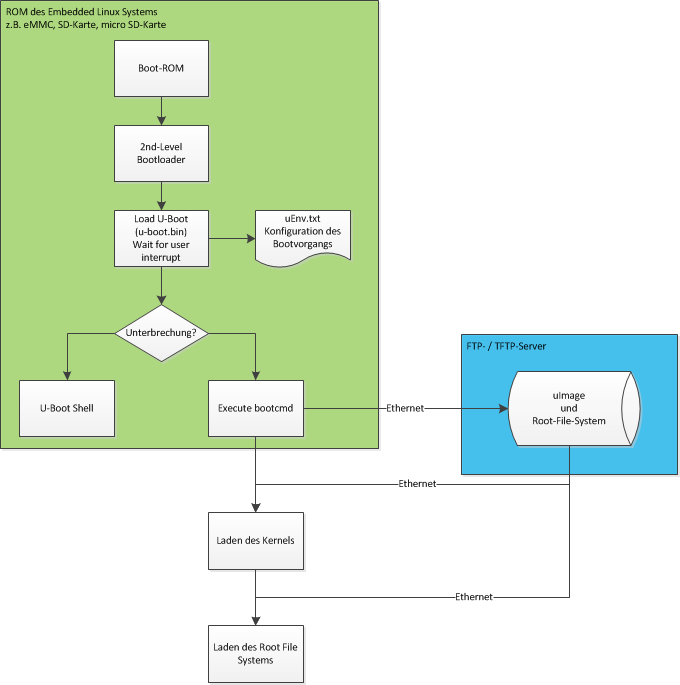 ROM des Embedded Linux Systems
z.B. eMMC, SD-Karte, micro SD-Karte
Boot-ROM
2nd-Level
Bootloader
Load U-Boot
(u-boot.bin)
Wait for user
interrupt
uEnv.txt
Konfiguration des
Bootvorgangs
Unterbrechung?
U-Boot Shell
Execute bootcmd
Ethernet
FTP- / TFTP-Server
uImage
und
Root-File-System
Ethernet
Laden des Kernels
Ethernet
Laden des Root File
Systems